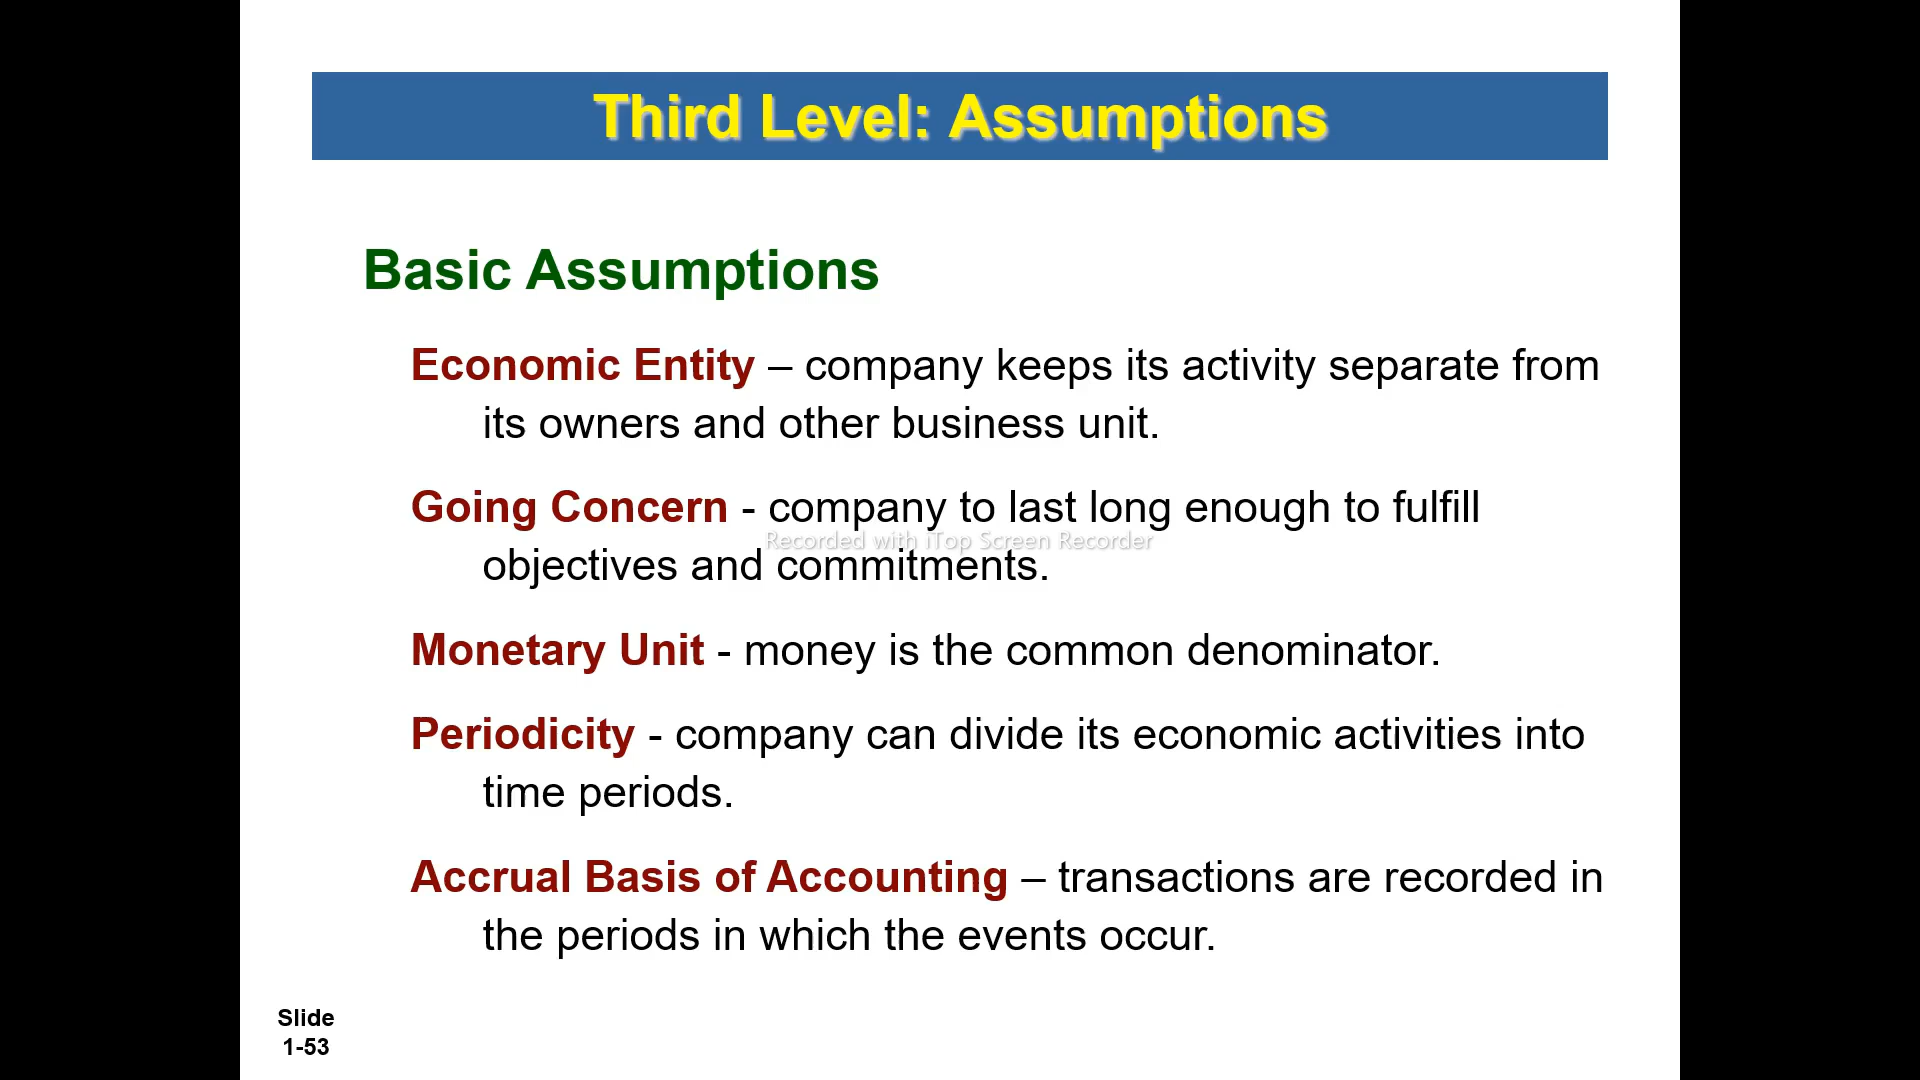 Third Level: Assumptions
Basic Assumptions
Economic Entity – company keeps its activity separate from
its owners and other business unit.
Going Concern - company to last long enough to fulfill
Recorded with iTop Screen Recorder
objectives and commitments.
Monetary Unit - money is the common denominator.
Periodicity - company can divide its economic activities into
time periods.
Accrual Basis of Accounting – transactions are recorded in
the periods in which the events occur.
Slide
1-53